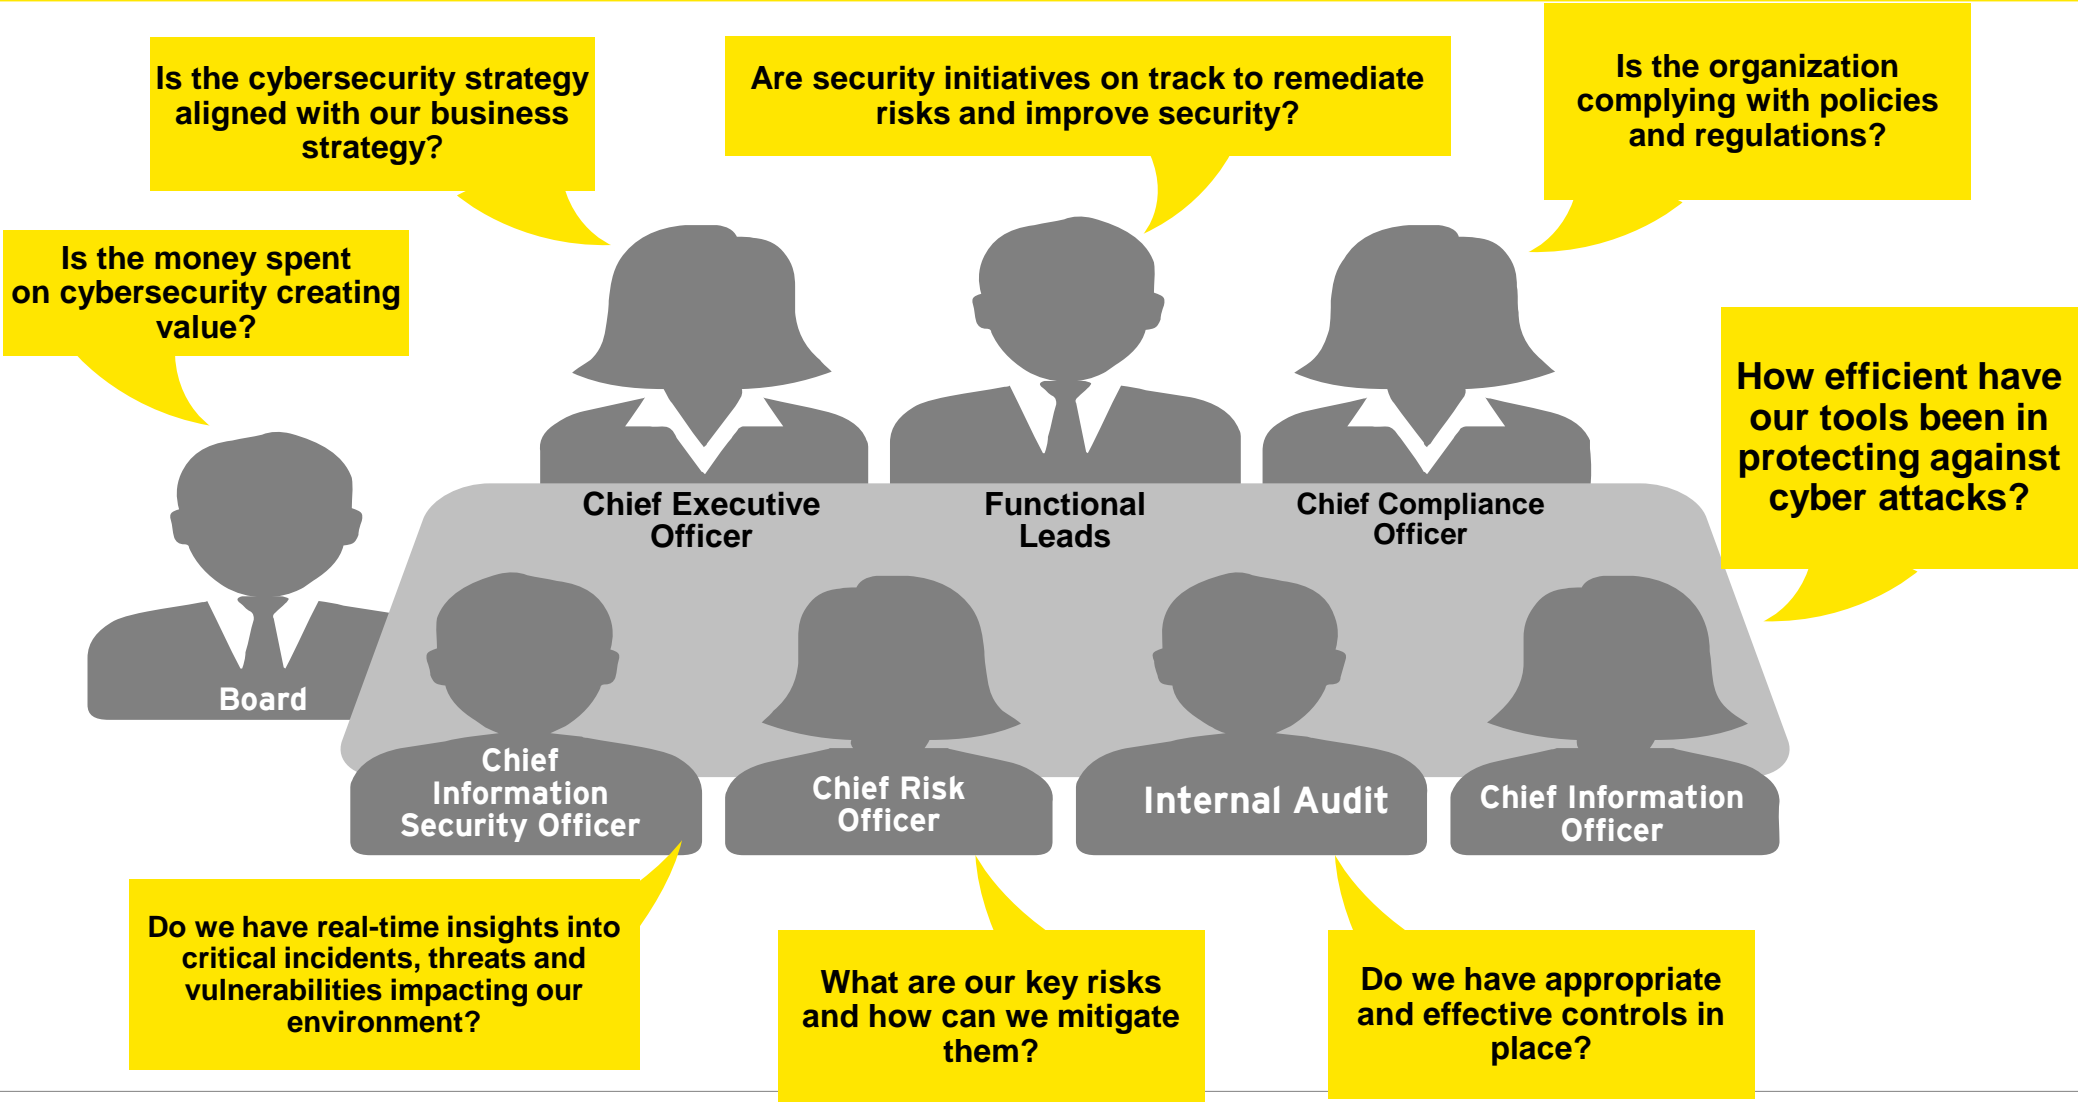 Is the cybersecurity strategy
aligned with our business
strategy?
Are security initiatives on track to remediate
risks and improve security?
Is the organization
complying with policies
and regulations?
Is the money spent
on cybersecurity creating
value?
How efficient have
our tools been in
protecting against
cyber attacks?
Chief Executive
Officer
Functional
Leads
Chief Compliance
Officer
Board
Chief
Information
Security Officer
Chief Risk
Officer
Internal Audit
Chief Information
Officer
Do we have real-time insights into
critical incidents, threats and
vulnerabilities impacting our
environment?
What are our key risks
and how can we mitigate
them?
Do we have appropriate
and effective controls in
place?